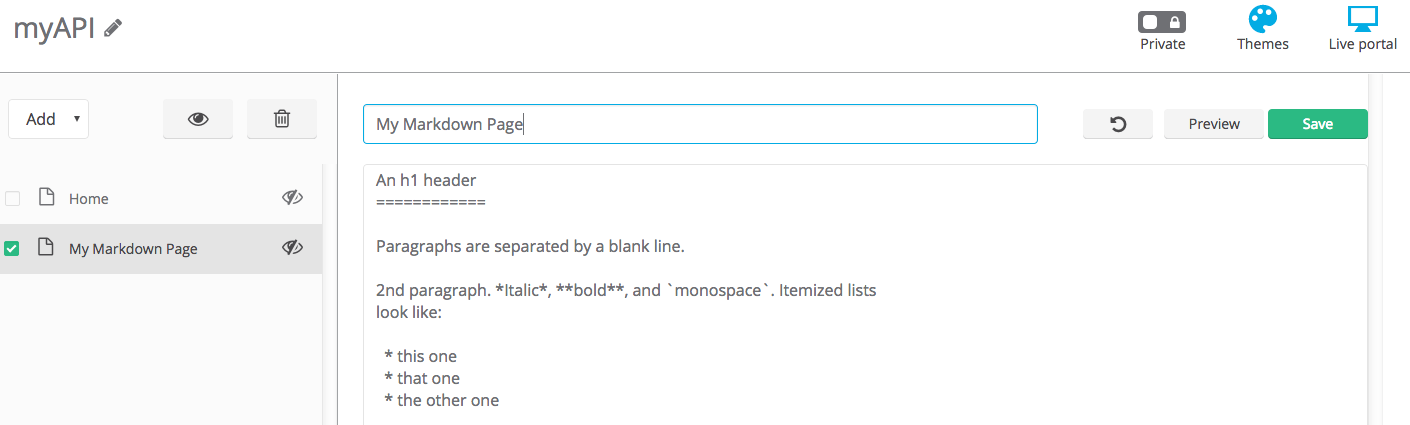 myAPI
Private
Themes
Live portal
Add
My Markdown Page
Preview
Save
Home
My Markdown Page
An h1 header
============
Paragraphs are separated by a blank line.
2nd paragraph. *Italic*, **bold**, and `monospace`. Itemized lists
look like:
* this one
* that one
* the other one